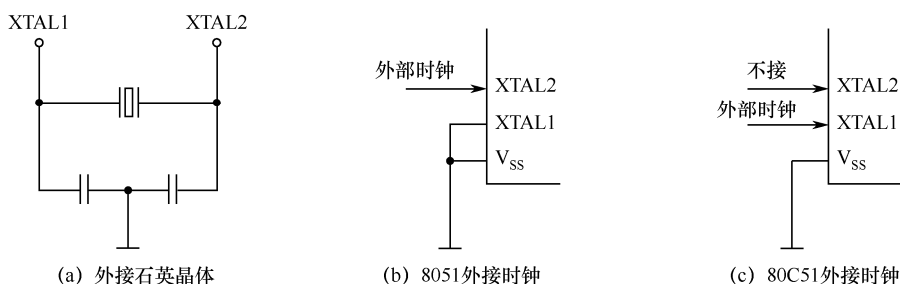 XTAL1
XTAL2
(a) 外接石英晶体
外部时钟
XTAL2
XTAL1
VSS
(b) 8051外接时钟
不接
XTAL2
外部时钟
XTAL1
VSS
(c) 80C51外接时钟